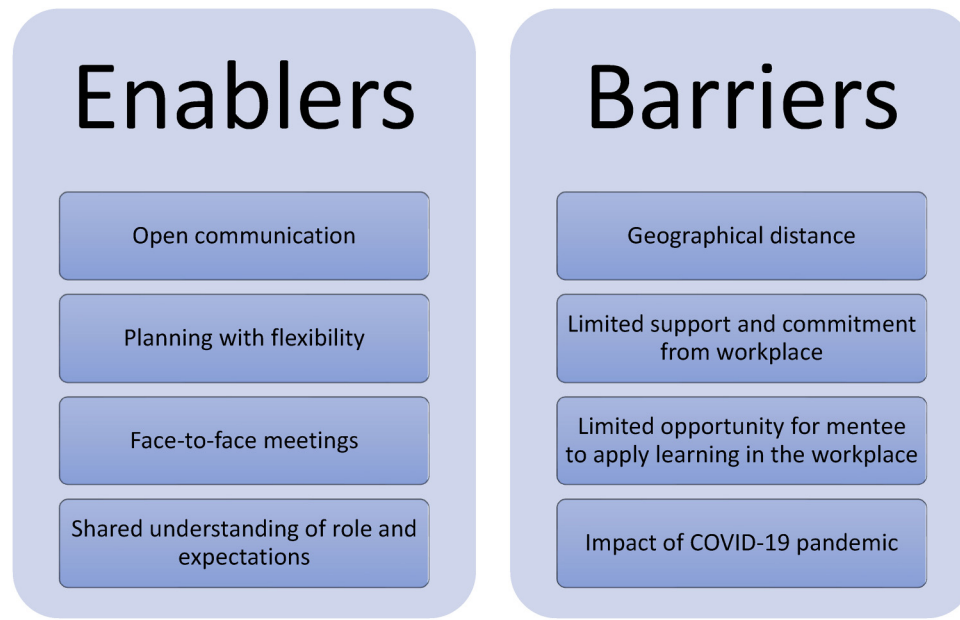 Enablers
Open communication
Planning with flexibility
Face-to-face meetings
Shared understanding of role and
expectations
Barriers
Geographical distance
Limited support and commitment
from workplace
Limited opportunity for mentee
to apply learning in the workplace
Impact of COVID-19 pandemic